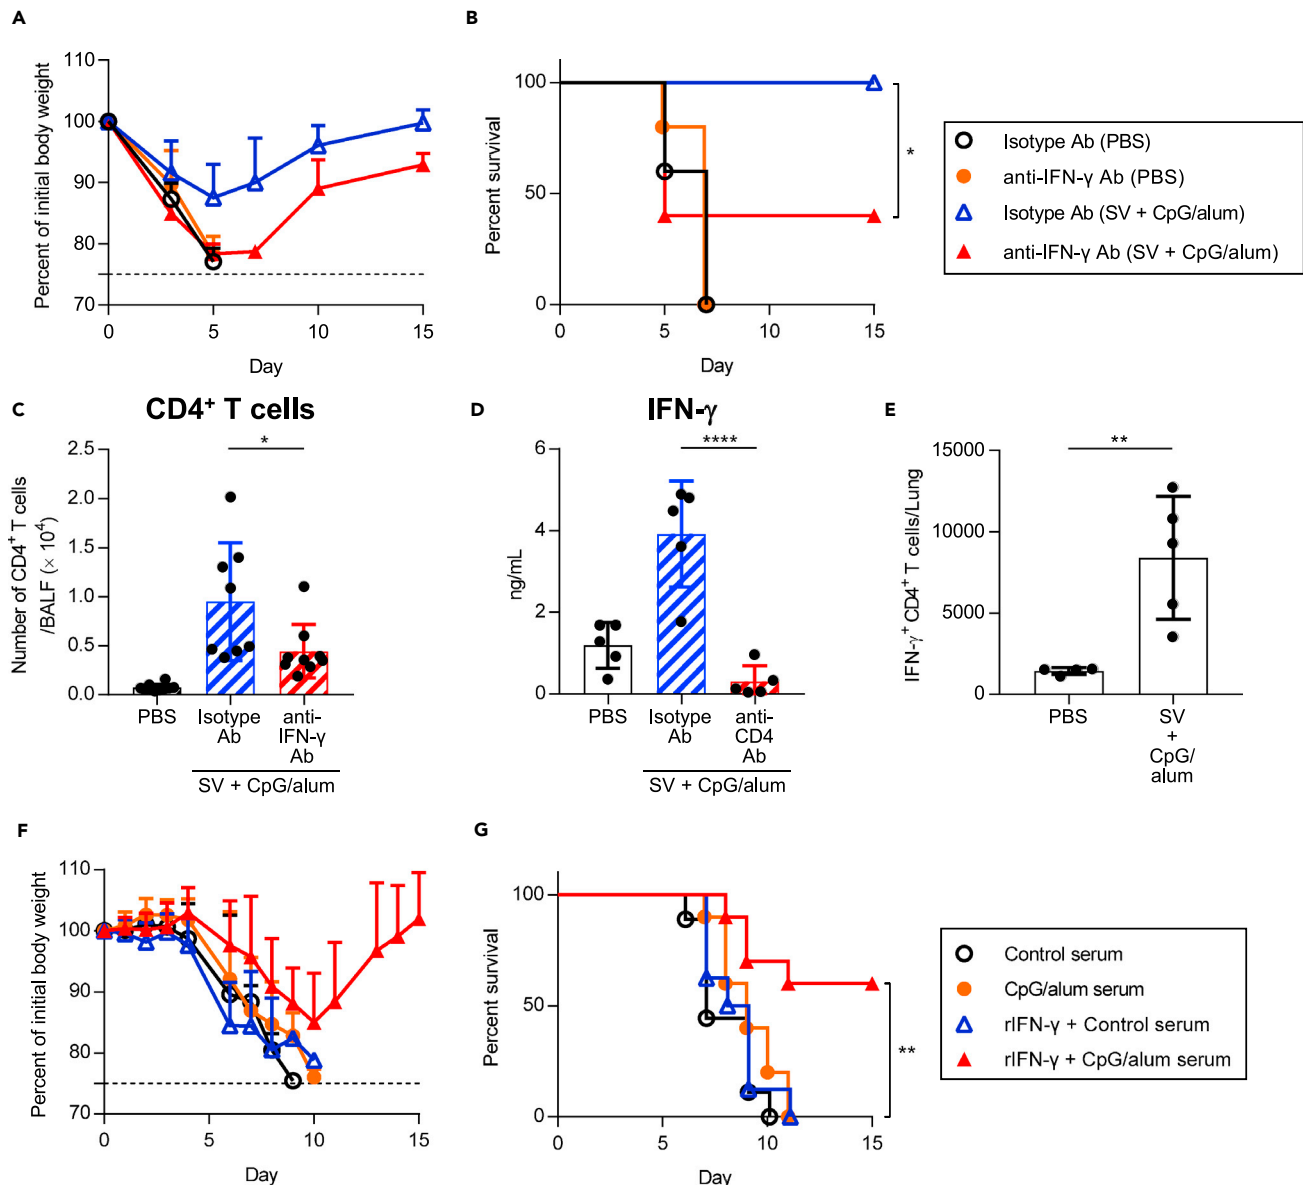 A
Percent of initial body weight
110
100
90
80
70
0
5
10
15
Day
B
Percent survival
100
50
0
0
5
10
15
Day
*
Isotype Ab (PBS)
anti-IFN-γ Ab (PBS)
Isotype Ab (SV + CpG/alum)
anti-IFN-γ Ab (SV + CpG/alum)
C
CD4⁺ T cells
Number of CD4⁺ T cells
/BALF (× 10⁴)
2.5
2.0
1.5
1.0
0.5
0.0
*
PBS
Isotype
Ab
anti-
IFN-γ
Ab
SV + CpG/alum
D
IFN-γ
ng/mL
6
4
2
0
****
PBS
Isotype
Ab
anti-
CD4
Ab
SV + CpG/alum
E
IFN-γ⁺ CD4⁺ T cells/Lung
15000
10000
5000
0
**
PBS
SV
+
CpG/
alum
F
Percent of initial body weight
110
100
90
80
70
0
5
10
15
Day
G
Percent survival
100
50
0
0
5
10
15
Day
**
Control serum
CpG/alum serum
rIFN-γ + Control serum
rIFN-γ + CpG/alum serum